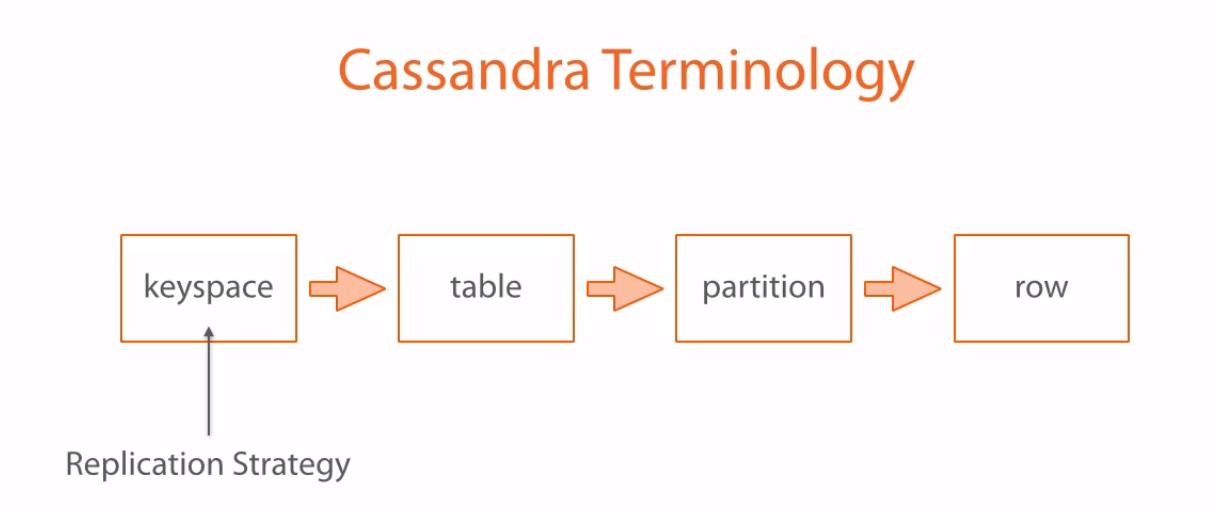 Cassandra Terminology
keyspace
table
partition
row
Replication Strategy